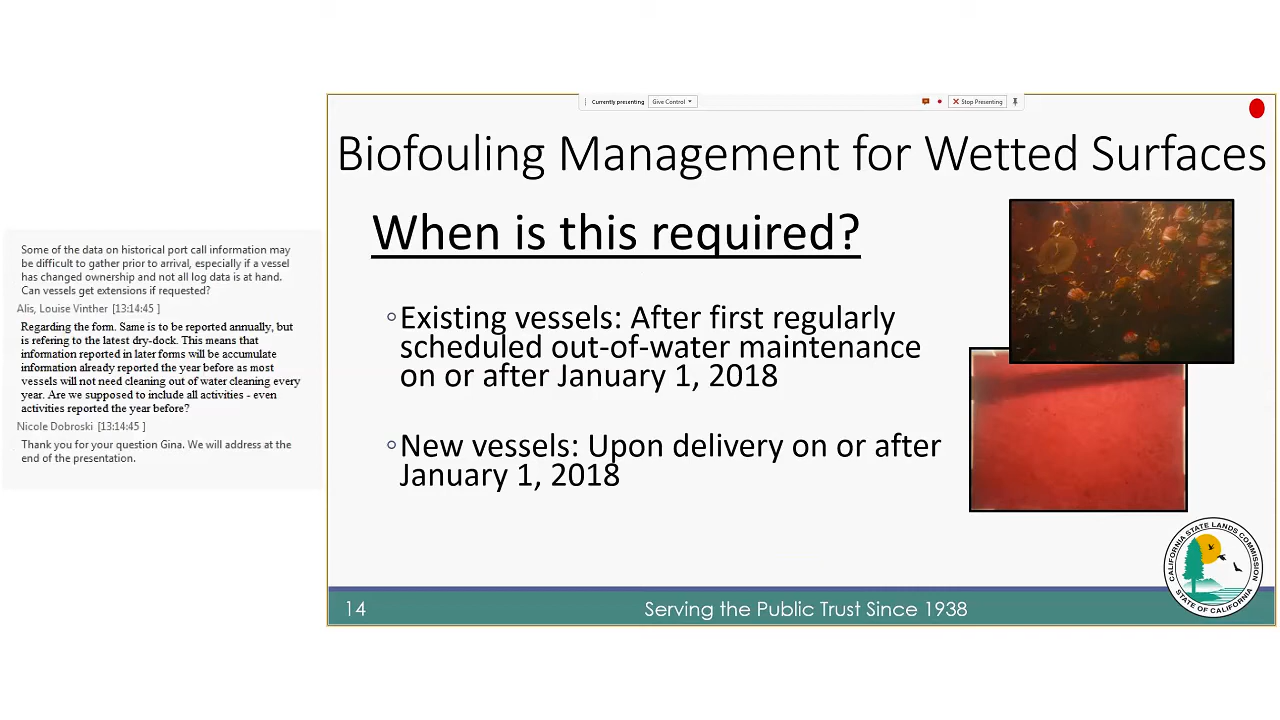 Some of the data on historical port call information may
be difficult to gather prior to arrival, especially if a vessel
has changed ownership and not all log data is at hand.
Can vessels get extensions if requested?
Alis, Louise Vinther [13:14:45 ]
Regarding the form. Same is to be reported annually, but
is refering to the latest dry-dock. This means that
information reported in later forms will be accumulate
information already reported the year before as most
vessels will not need cleaning out of water cleaning every
year. Are we supposed to include all activities - even
activities reported the year before?
Nicole Dobroski [13:14:45 ]
Thank you for your question Gina. We will address at the
end of the presentation.
Currently presenting
Give Control
Stop Presenting
Biofouling Management for Wetted Surfaces
When is this required?
Existing vessels: After first regularly
scheduled out-of-water maintenance
on or after January 1, 2018
New vessels: Upon delivery on or after
January 1, 2018
14
Serving the Public Trust Since 1938
CALIFORNIA STATE LANDS COMMISSION
STATE OF CALIFORNIA